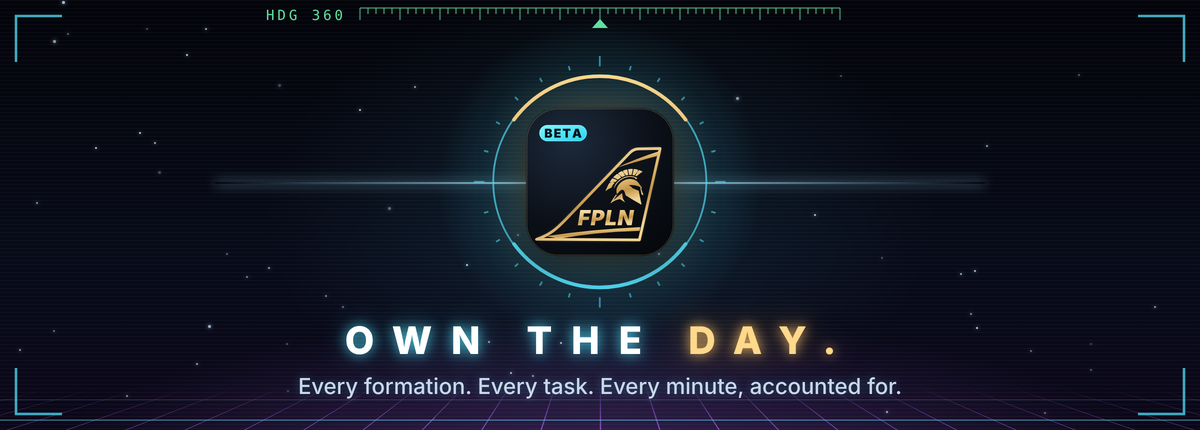 HDG 360
BETA
FPLN
OWN THE DAY.
Every formation. Every task. Every minute, accounted for.